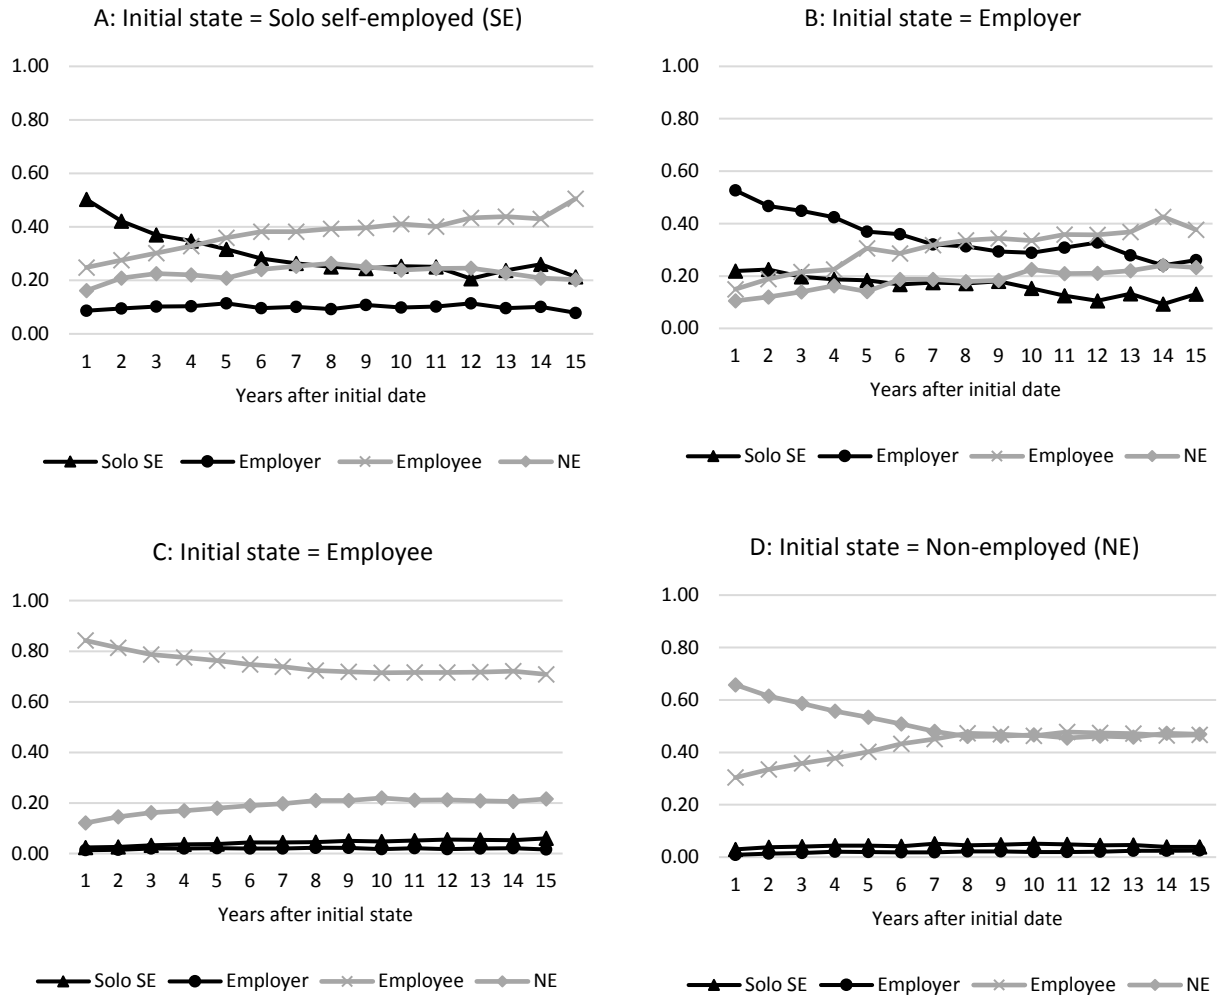 A: Initial state = Solo self-employed (SE)
1.00
0.80
0.60
0.40
0.20
0.00
1 2 3 4 5 6 7 8 9 10 11 12 13 14 15
Years after initial date
Solo SE Employer Employee NE
B: Initial state = Employer
1.00
0.80
0.60
0.40
0.20
0.00
1 2 3 4 5 6 7 8 9 10 11 12 13 14 15
Years after initial date
Solo SE Employer Employee NE
C: Initial state = Employee
1.00
0.80
0.60
0.40
0.20
0.00
1 2 3 4 5 6 7 8 9 10 11 12 13 14 15
Years after initial state
Solo SE Employer Employee NE
D: Initial state = Non-employed (NE)
1.00
0.80
0.60
0.40
0.20
0.00
1 2 3 4 5 6 7 8 9 10 11 12 13 14 15
Years after initial date
Solo SE Employer Employee NE